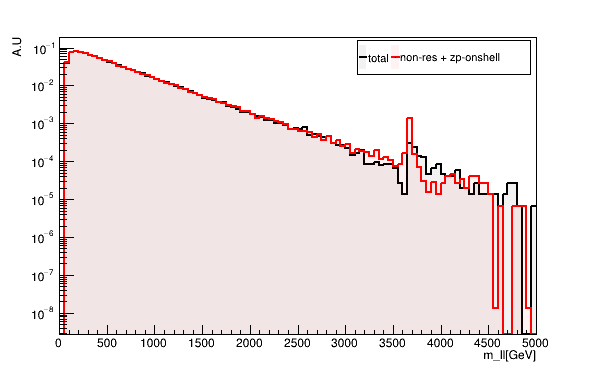 A.U
total
non-res + zp-onshell
10⁻¹
10⁻²
10⁻³
10⁻⁴
10⁻⁵
10⁻⁶
10⁻⁷
10⁻⁸
0 500 1000 1500 2000 2500 3000 3500 4000 4500 5000
m_ll[GeV]